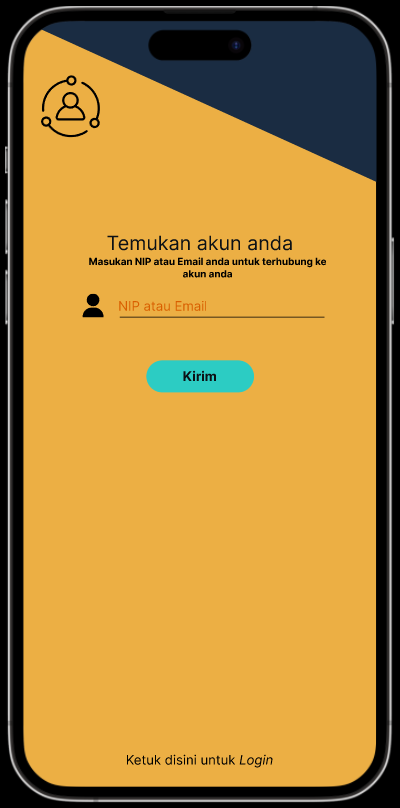 Temukan akun anda
Masukan NIP atau Email anda untuk terhubung ke
akun anda
NIP atau Email
Kirim
Ketuk disini untuk Login